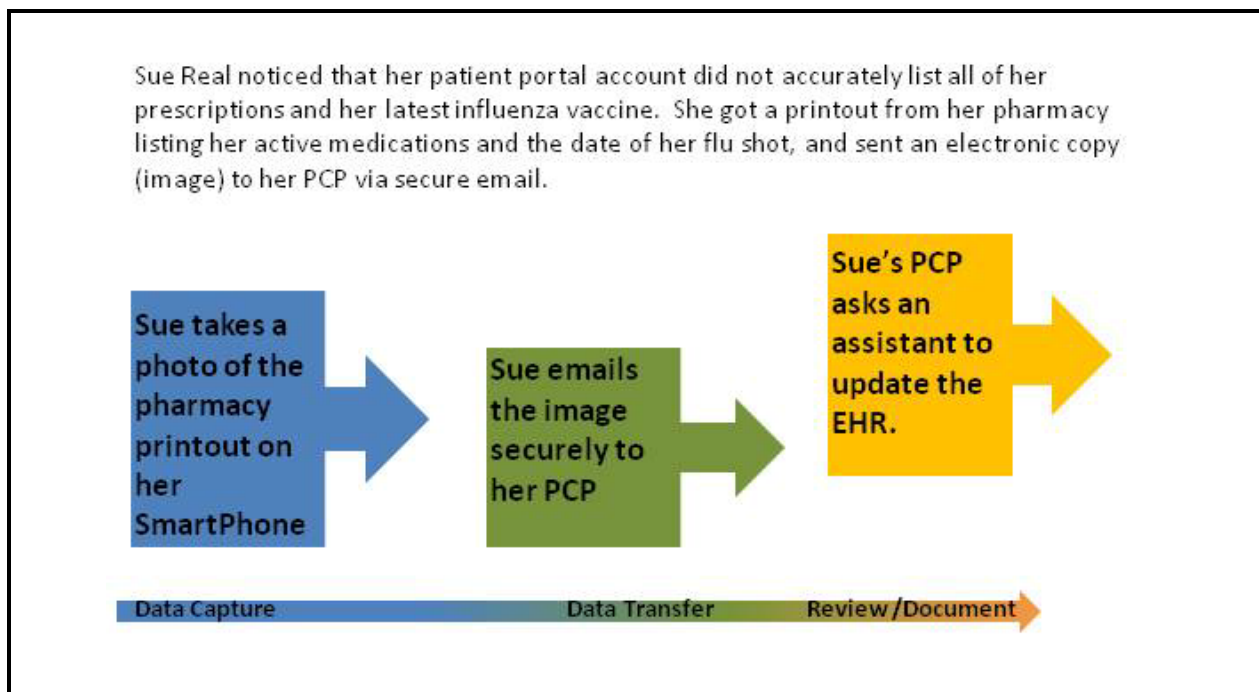 Sue Real noticed that her patient portal account did not accurately list all of her
prescriptions and her latest influenza vaccine.  She got a printout from her pharmacy
listing her active medications and the date of her flu shot, and sent an electronic copy
(image) to her PCP via secure email.
Sue takes a
photo of the
pharmacy
printout on
her
SmartPhone
Sue emails
the image
securely to
her PCP
Sue's PCP
asks an
assistant to
update the
EHR.
Data Capture
Data Transfer
Review/Document